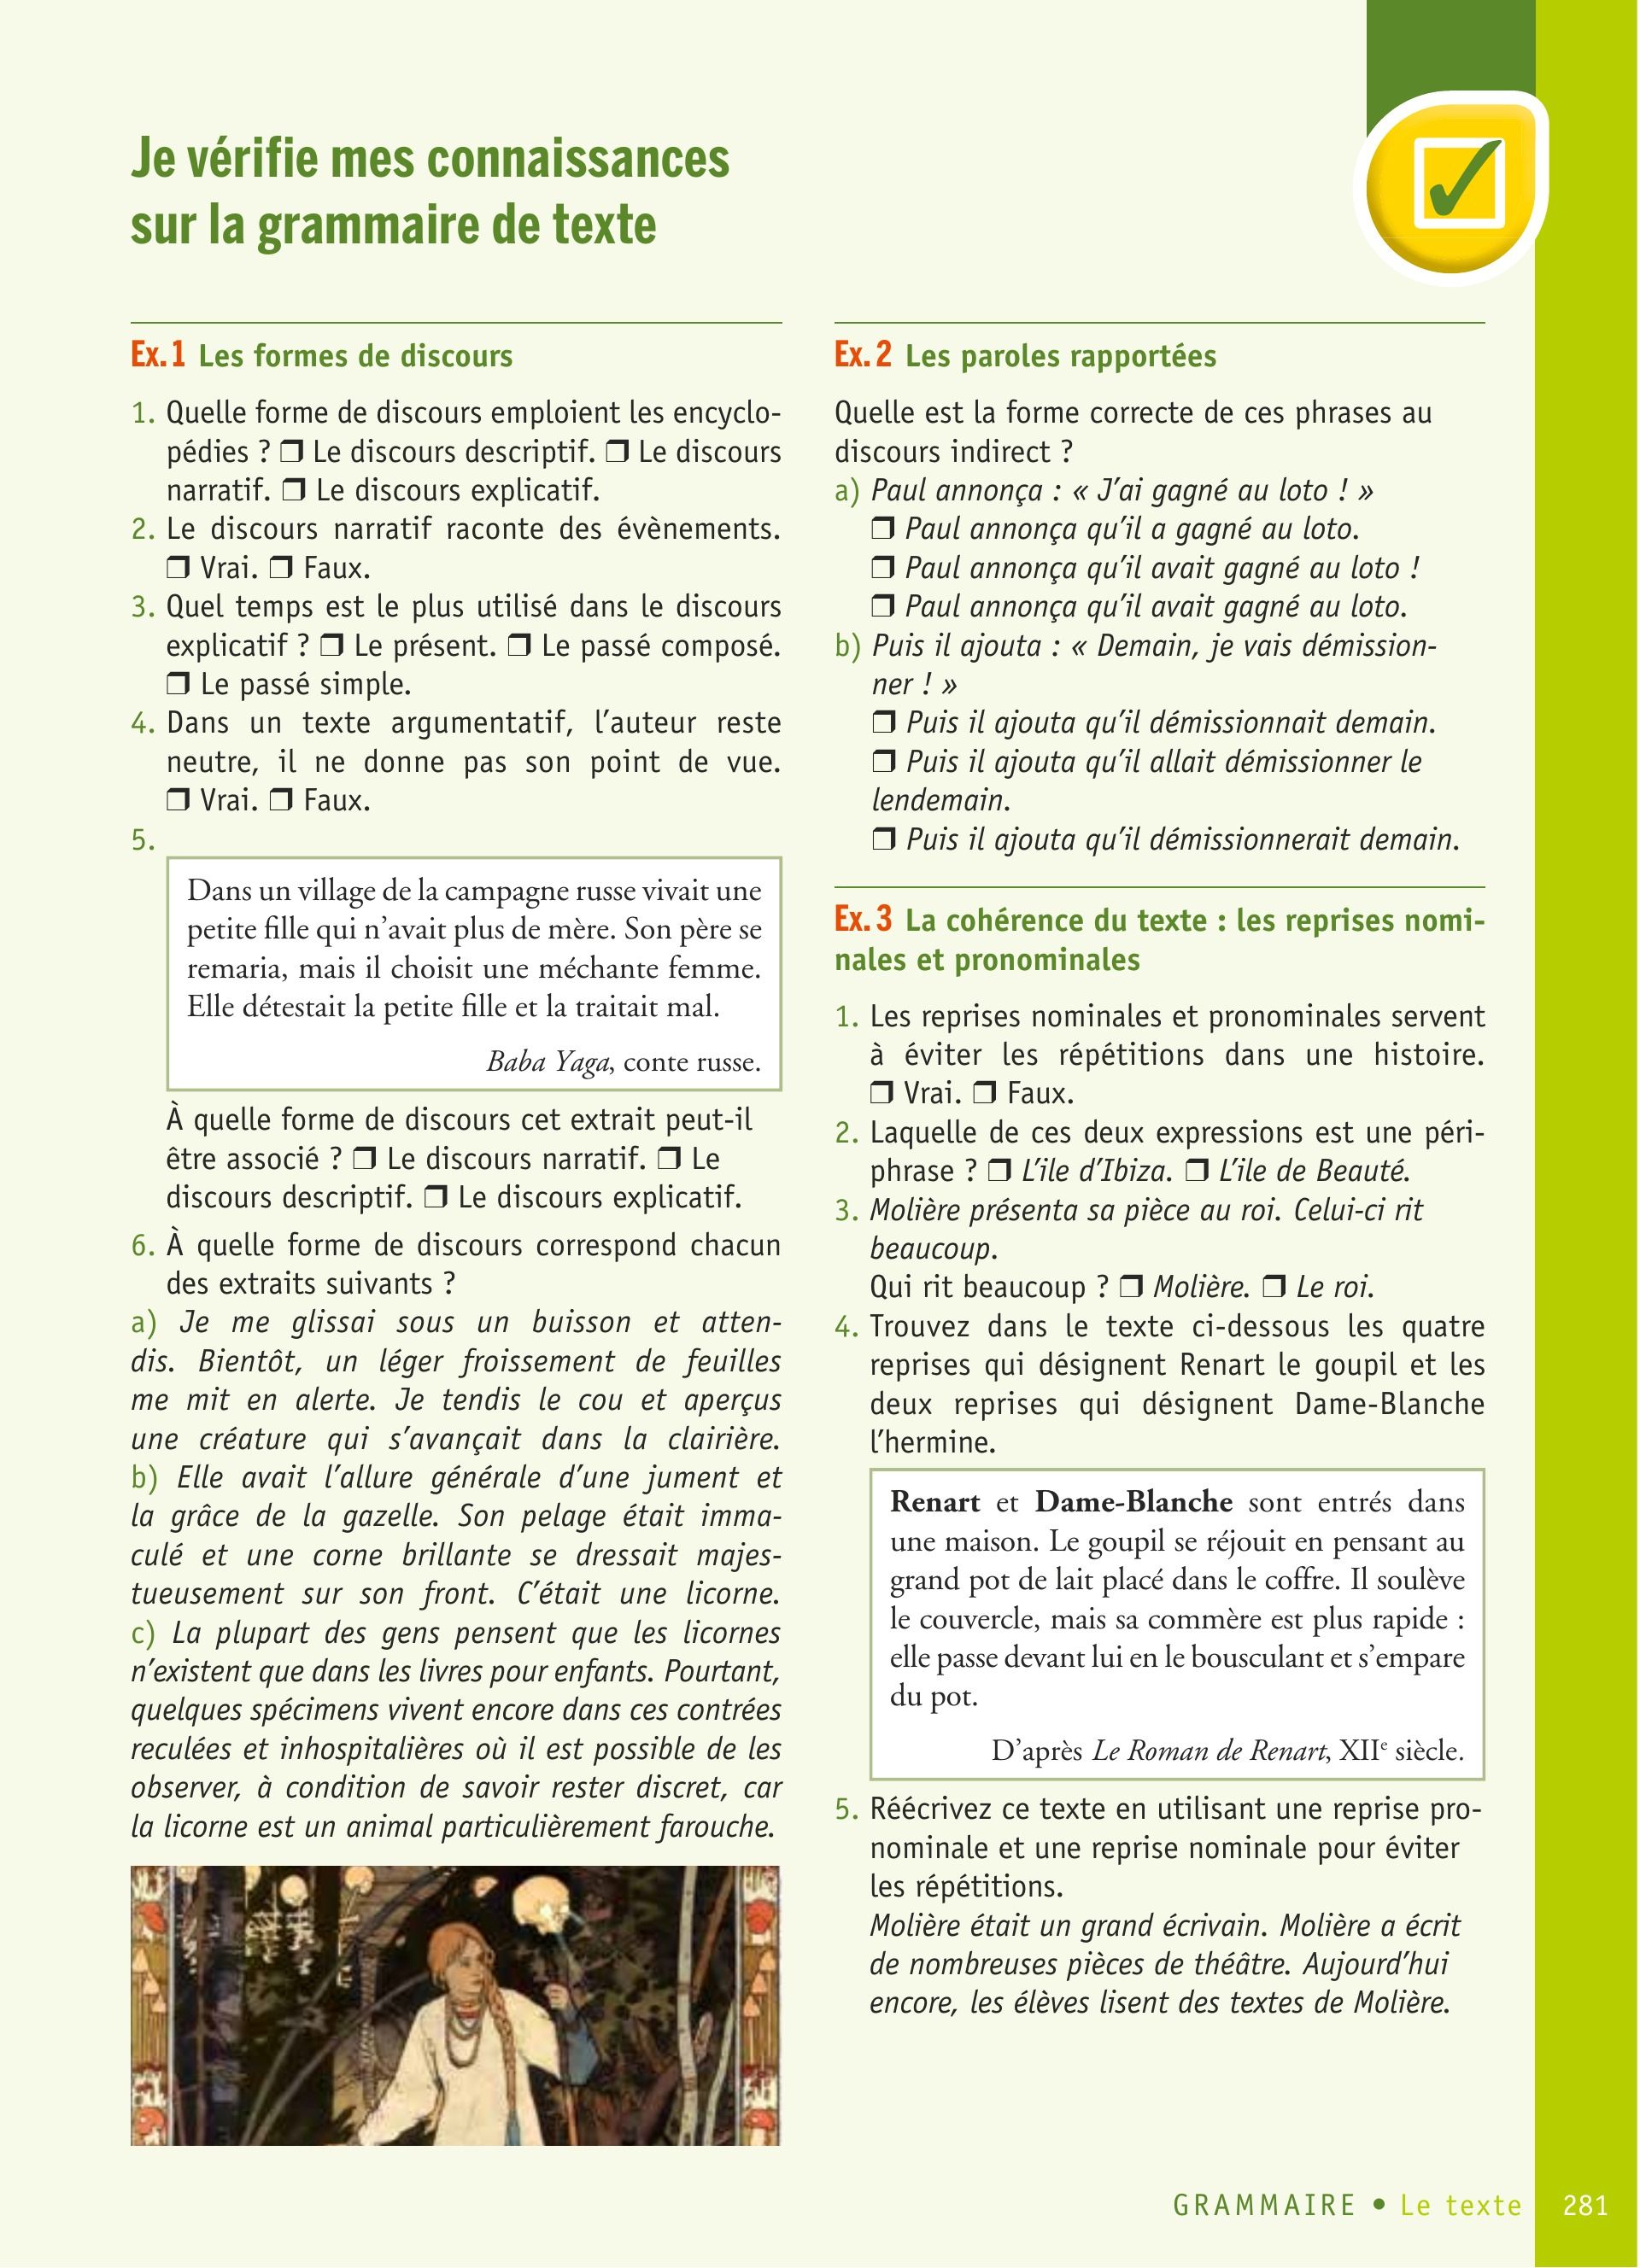 Je vérifie mes connaissances
sur la grammaire de texte
Ex. 1 Les formes de discours
1. Quelle forme de discours emploient les encyclo-
pédies ? ❒ Le discours descriptif. ❒ Le discours
narratif. ❒ Le discours explicatif.
2. Le discours narratif raconte des évènements.
❒ Vrai. ❒ Faux.
3. Quel temps est le plus utilisé dans le discours
explicatif ? ❒ Le présent. ❒ Le passé composé.
❒ Le passé simple.
4. Dans un texte argumentatif, l’auteur reste
neutre, il ne donne pas son point de vue.
❒ Vrai. ❒ Faux.
5.
Dans un village de la campagne russe vivait une
petite fille qui n’avait plus de mère. Son père se
remaria, mais il choisit une méchante femme.
Elle détestait la petite fille et la traitait mal.
Baba Yaga, conte russe.
À quelle forme de discours cet extrait peut-il
être associé ? ❒ Le discours narratif. ❒ Le
discours descriptif. ❒ Le discours explicatif.
6. À quelle forme de discours correspond chacun
des extraits suivants ?
a) Je me glissai sous un buisson et atten-
dis. Bientôt, un léger froissement de feuilles
me mit en alerte. Je tendis le cou et aperçus
une créature qui s’avançait dans la clairière.
b) Elle avait l’allure générale d’une jument et
la grâce de la gazelle. Son pelage était imma-
culé et une corne brillante se dressait majes-
tueusement sur son front. C’était une licorne.
c) La plupart des gens pensent que les licornes
n’existent que dans les livres pour enfants. Pourtant,
quelques spécimens vivent encore dans ces contrées
reculées et inhospitalières où il est possible de les
observer, à condition de savoir rester discret, car
la licorne est un animal particulièrement farouche.
Ex. 2 Les paroles rapportées
Quelle est la forme correcte de ces phrases au
discours indirect ?
a) Paul annonça : « J’ai gagné au loto ! »
❒ Paul annonça qu’il a gagné au loto.
❒ Paul annonça qu’il avait gagné au loto !
❒ Paul annonça qu’il avait gagné au loto.
b) Puis il ajouta : « Demain, je vais démission-
ner ! »
❒ Puis il ajouta qu’il démissionnait demain.
❒ Puis il ajouta qu’il allait démissionner le
lendemain.
❒ Puis il ajouta qu’il démissionnerait demain.
Ex. 3 La cohérence du texte : les reprises nomi-
nales et pronominales
1. Les reprises nominales et pronominales servent
à éviter les répétitions dans une histoire.
❒ Vrai. ❒ Faux.
2. Laquelle de ces deux expressions est une péri-
phrase ? ❒ L’ile d’Ibiza. ❒ L’ile de Beauté.
3. Molière présenta sa pièce au roi. Celui-ci rit
beaucoup.
Qui rit beaucoup ? ❒ Molière. ❒ Le roi.
4. Trouvez dans le texte ci-dessous les quatre
reprises qui désignent Renart le goupil et les
deux reprises qui désignent Dame-Blanche
l’hermine.
Renart et Dame-Blanche sont entrés dans
une maison. Le goupil se réjouit en pensant au
grand pot de lait placé dans le coffre. Il soulève
le couvercle, mais sa commère est plus rapide :
elle passe devant lui en le bousculant et s’empare
du pot.
D’après Le Roman de Renart, XIIe siècle.
5. Réécrivez ce texte en utilisant une reprise pro-
nominale et une reprise nominale pour éviter
les répétitions.
Molière était un grand écrivain. Molière a écrit
de nombreuses pièces de théâtre. Aujourd’hui
encore, les élèves lisent des textes de Molière.
GRAMMAIRE • Le texte 281